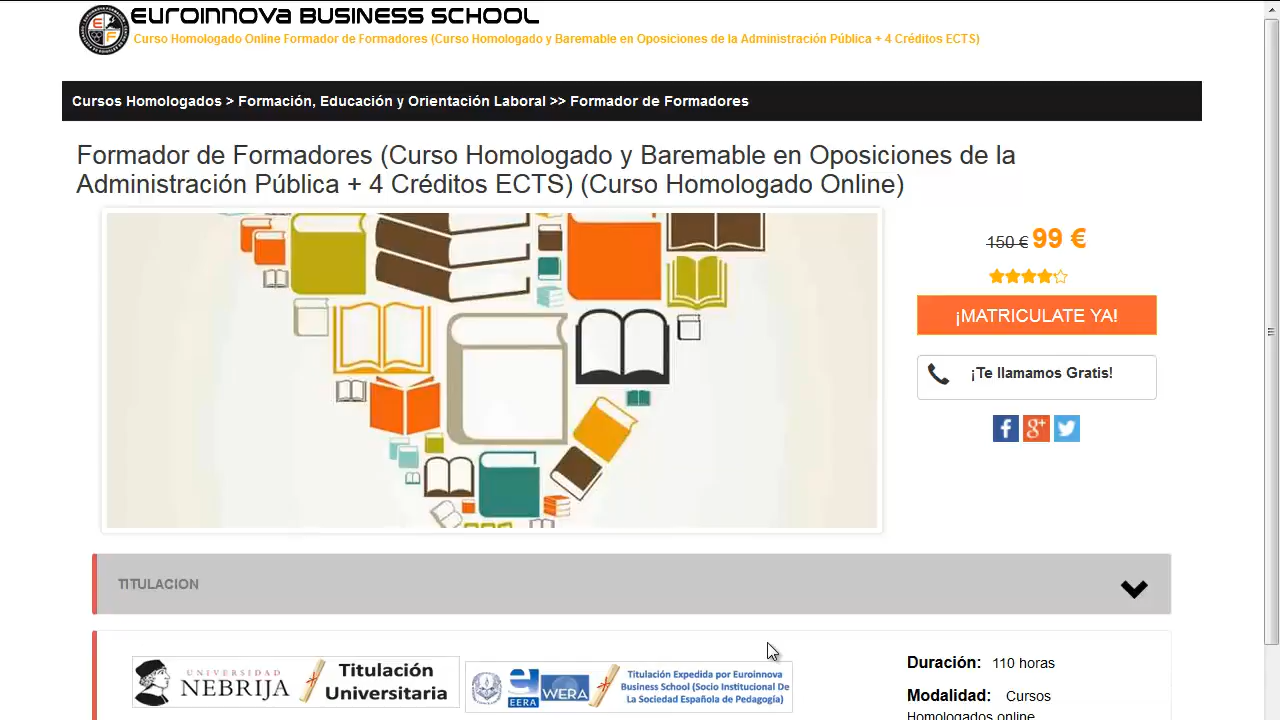 EUROINNOVA BUSINESS SCHOOL
Curso Homologado Online Formador de Formadores (Curso Homologado y Baremable en Oposiciones de la Administración Pública + 4 Créditos ECTS)
Cursos Homologados > Formación, Educación y Orientación Laboral >> Formador de Formadores
Formador de Formadores (Curso Homologado y Baremable en Oposiciones de la
Administración Pública + 4 Créditos ECTS) (Curso Homologado Online)
150 € 99 €
¡MATRICULATE YA!
¡Te llamamos Gratis!
TITULACION
UNIVERSIDAD
NEBRIJA
Titulación
Universitaria
EERA
WERA
Titulación Expedida por Euroinnova
Business School (Socio Institucional De
La Sociedad Española de Pedagogía)
Duración: 110 horas
Modalidad: Cursos
Homologados online